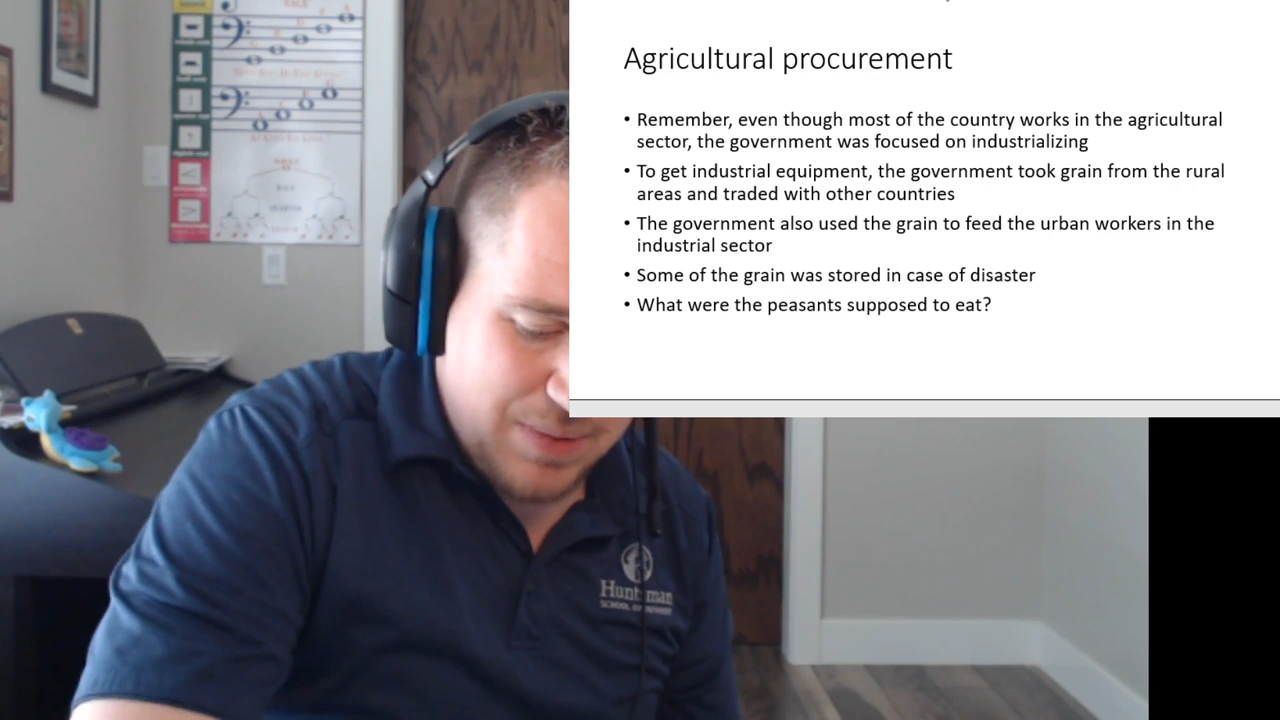 Agricultural procurement
• Remember, even though most of the country works in the agricultural
sector, the government was focused on industrializing
• To get industrial equipment, the government took grain from the rural
areas and traded with other countries
• The government also used the grain to feed the urban workers in the
industrial sector
• Some of the grain was stored in case of disaster
• What were the peasants supposed to eat?